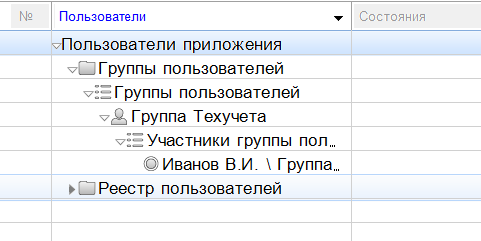 № Пользователи Состояния
Пользователи приложения
Группы пользователей
Группы пользователей
Группа Техучета
Участники группы пол...
Иванов В.И. \ Группа...
Реестр пользователей